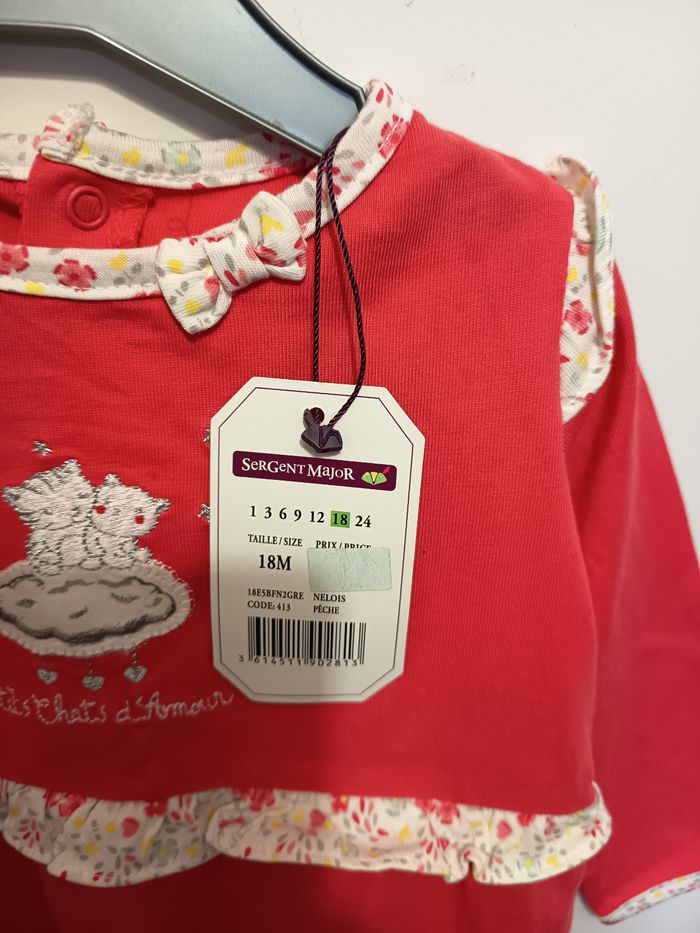 SERGENT MAJOR
1 3 6 9 12 18 24
TAILLE / SIZE PRIX / PRICE
18M
18E5BFN2GRE NELOIS
CODE: 413 PÊCHE
3 614511 902813
Chats d'Amour